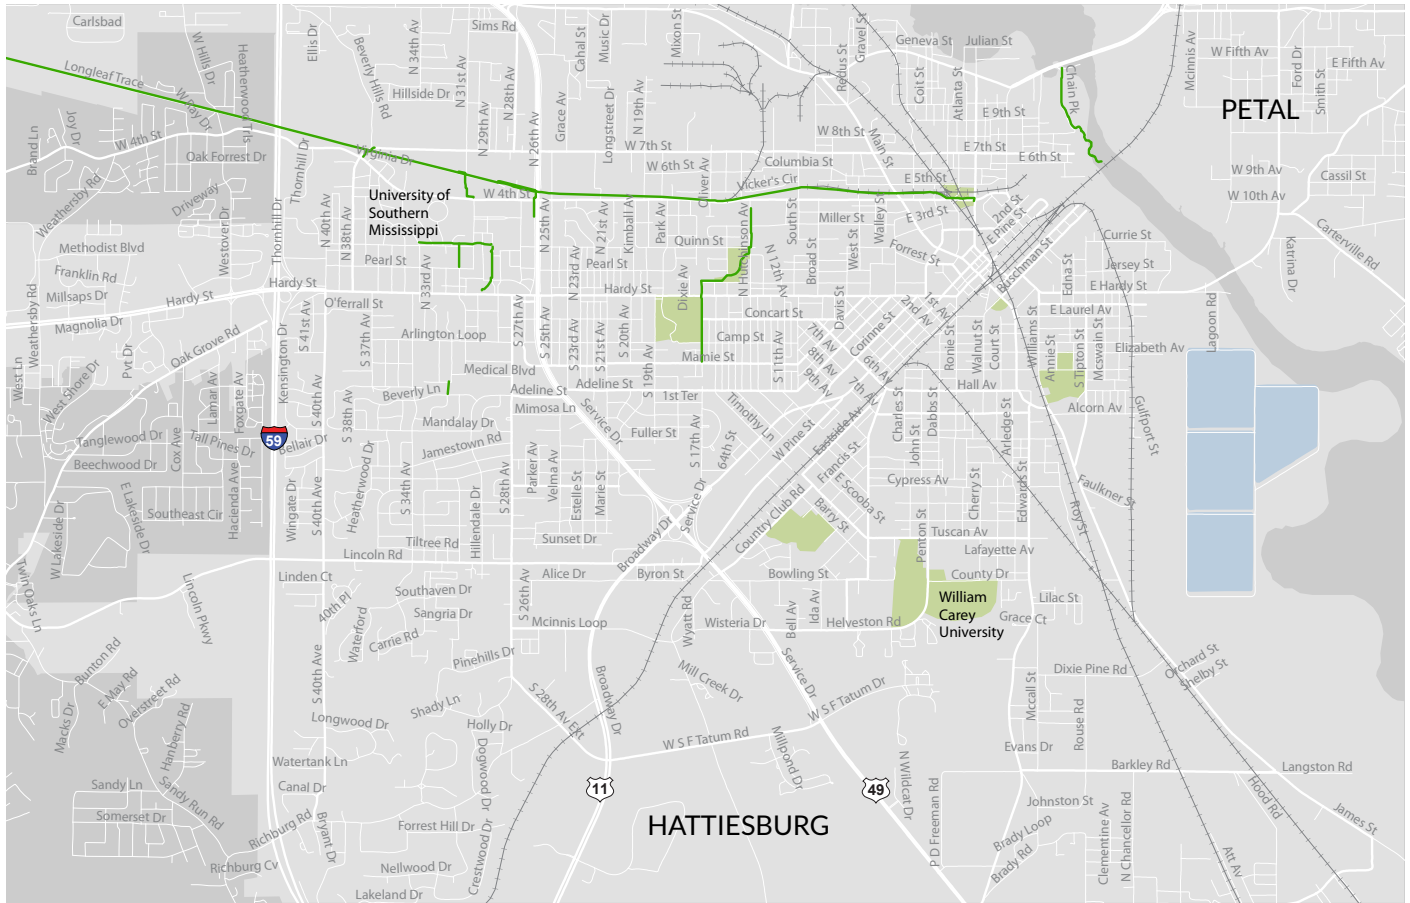 Carlsbad
Longleaf Trace
W Hills Dr
Heatherwood Trls
W Bay Dr
Joy Dr
Brand Ln
W 4th St
Oak Forrest Dr
Weathersby Rd
Driveway
Westover Dr
Methodist Blvd
Franklin Rd
Millsaps Dr
Hardy St
Magnolia Dr
Weathersby Rd
West Ln
West Shore Dr
Pvt Dr
Oak Grove Rd
Ellis Dr
Beverly Hills Rd
N 34th Av
Hillside Dr
N 31st Av
Sims Rd
N 29th Av
N 28th Av
N 26th Av
Grace Av
Cahal St
Music Dr
Longstreet Dr
N 19th Av
Mixon St
W 7th St
W 6th St
Virginia Dr
Thornhill Dr
Thornhill Dr
N 40th Av
N 38th Av
University of
Southern
Mississippi
W 4th St
Pearl St
N 33rd Av
Hardy St
O'ferrall St
N 25th Av
N 23rd Av
N 21st Av
Kimball Av
Park Av
Oliver Av
Quinn St
Pearl St
Hardy St
Dixie Av
N Hutchinson Av
N 12th Av
Vicker's Cir
Columbia St
W 8th St
Main St
Redus St
Gravel St
Geneva St
Julian St
Coit St
Atlanta St
E 9th St
E 7th St
E 6th St
E 5th St
E 3rd St
Chain Pk
Mcinnis Av
W Fifth Av
Ford Dr
E Fifth Av
Smith St
PETAL
W 9th Av
Cassil St
W 10th Av
Carterville Rd
Katrina Dr
South St
Miller St
Wailey St
Broad St
West St
Forrest St
2nd St
E Pine St
Buschman St
Currie St
Jersey St
Edna St
E Hardy St
E Laurel Av
Lagoon Rd
Elizabeth Av
S 41st Av
S 37th Av
Arlington Loop
Kensington Dr
S 27th Av
S 25th Av
S 23rd Av
S 21st Av
S 20th Av
S 19th Av
Mamie St
Camp St
Concart St
S 11th Av
7th Av
8th Av
9th Av
Davis St
Corinne St
2nd Av
1st Av
6th Av
7th Av
Ronie St
Walnut St
Court St
Williams St
Annie St
S Tipton St
Mcswain St
Hall Av
Alcorn Av
Gulfport St
Medical Blvd
Beverly Ln
Adeline St
Adeline St
1st Ter
Mimosa Ln
Mandalay Dr
Jamestown Rd
Service Dr
Fuller St
S 17th Av
64th St
Timothy Ln
W Pine St
Eastside Av
Francis St
E Scooba St
Barry St
Country Club Rd
Charles St
Dabbs St
John St
Arledge St
Cypress Av
Cherry St
Edwards St
Faulkner St
Roy St
Lamar Av
Foxgate Av
S 40th Av
S 38th Av
Tanglewood Dr
Tall Pines Dr
Bellair Dr
59
Cox Ave
Beechwood Dr
E Lakeside Dr
W Lakeside Dr
Southeast Cir
Hacienda Ave
Wingate Dr
S 40th Ave
Heatherwood Dr
S 34th Av
Hillendale Dr
S 28th Av
Parker Av
Velma Av
Estelle St
Marie St
Sunset Dr
Tiltree Rd
Lincoln Rd
Broadway Dr
Service Dr
Penton St
Tuscan Av
Lafayette Av
County Dr
Twin Oaks Ln
Lincoln Pkwy
Linden Ct
40th Pl
Waterford
Southaven Dr
Sangria Dr
Carrie Rd
S 26th Av
Alice Dr
Byron St
Bowling St
Mcinnis Loop
Wyatt Rd
Wisteria Dr
Bell Av
Ida Av
Helveston Rd
William
Carey
University
Lilac St
Grace Ct
Bunton Rd
E May Rd
Overstreet Rd
Macks Dr
Hanberry Rd
S 40th Ave
Pinehills Dr
Shady Ln
S 28th Av Ext
Broadway Dr
Mill Creek Dr
Service Dr
W S F Tatum Dr
W S F Tatum Rd
Millpond Dr
Mccall St
Dixie Pine Rd
Rouse Rd
Orchard St
Shelby St
Longwood Dr
Holly Dr
Dogwood Dr
Watertank Ln
Canal Dr
Sandy Ln
Somerset Dr
Sandy Run Rd
Richburg Rd
Richburg Cv
Bryant Dr
Forrest Hill Dr
Nellwood Dr
Lakeland Dr
Crestwood Dr
11
HATTIESBURG
49
N Wildcat Dr
P D Freeman Rd
Evans Dr
Barkley Rd
Langston Rd
Johnston St
Brady Loop
Brady Rd
Clementine Av
N Chancellor Rd
Hood Rd
James St
Att Av